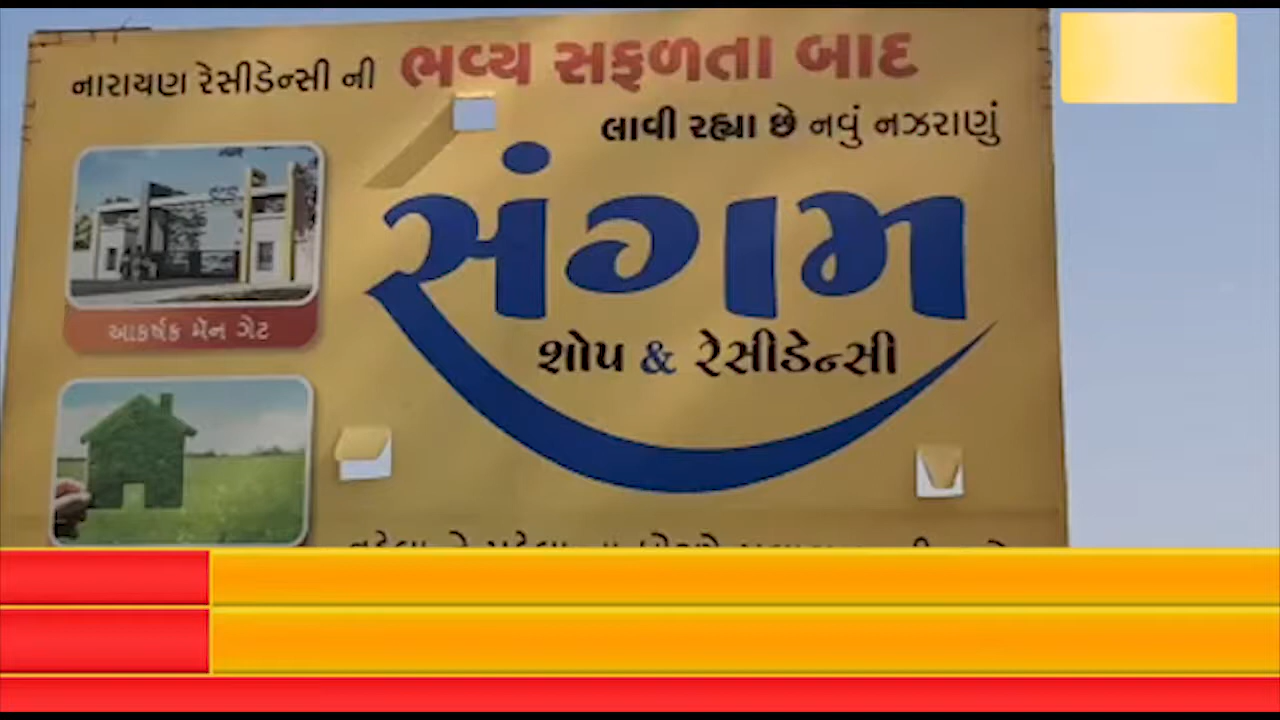 નારાયણ રેસીડેન્સી ની ભવ્ય સફળતા બાદ
લાવી રહ્યા છે નવું નઝરાણું
સંગમ
શોપ & રેસીડેન્સી
આકર્ષક મૅન ગેટ